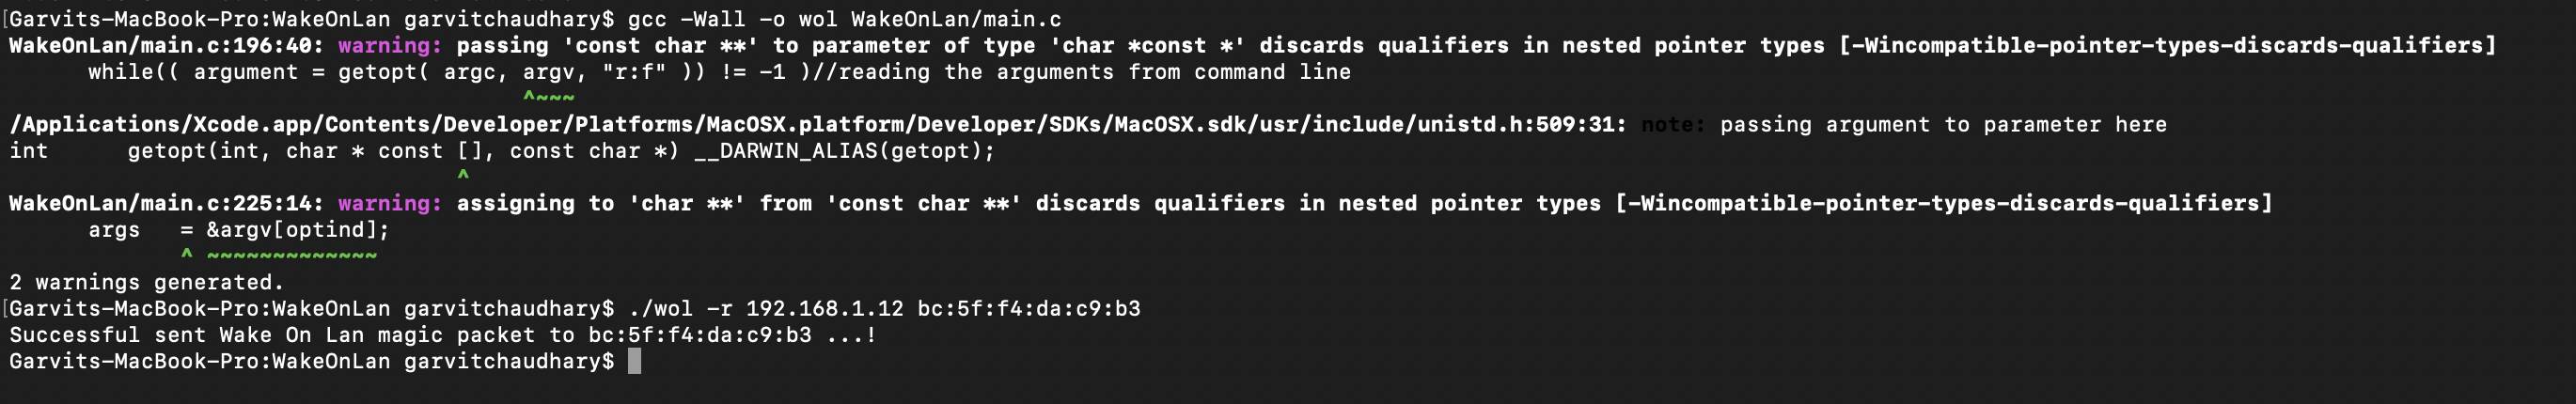 [Garvits-MacBook-Pro:WakeOnLan garvitchaudhary$ gcc -Wall -o wol WakeOnLan/main.c
WakeOnLan/main.c:196:40: warning: passing 'const char **' to parameter of type 'char *const *' discards qualifiers in nested pointer types [-Wincompatible-pointer-types-discards-qualifiers]
      while(( argument = getopt( argc, argv, "r:f" )) != -1 )//reading the arguments from command line
                                       ^~~~
/Applications/Xcode.app/Contents/Developer/Platforms/MacOSX.platform/Developer/SDKs/MacOSX.sdk/usr/include/unistd.h:509:31: note: passing argument to parameter here
int      getopt(int, char * const [], const char *) __DARWIN_ALIAS(getopt);
                                  ^
WakeOnLan/main.c:225:14: warning: assigning to 'char **' from 'const char **' discards qualifiers in nested pointer types [-Wincompatible-pointer-types-discards-qualifiers]
      args   = &argv[optind];
             ^ ~~~~~~~~~~~~~
2 warnings generated.
[Garvits-MacBook-Pro:WakeOnLan garvitchaudhary$ ./wol -r 192.168.1.12 bc:5f:f4:da:c9:b3
Successful sent Wake On Lan magic packet to bc:5f:f4:da:c9:b3 ...!
Garvits-MacBook-Pro:WakeOnLan garvitchaudhary$